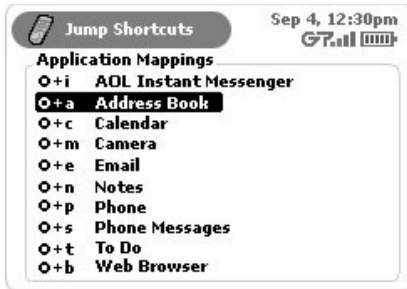 Jump Shortcuts
Sep 4, 12:30pm
G7
Application Mappings
O+i AOL Instant Messenger
O+a Address Book
O+c Calendar
O+m Camera
O+e Email
O+n Notes
O+p Phone
O+s Phone Messages
O+t To Do
O+b Web Browser